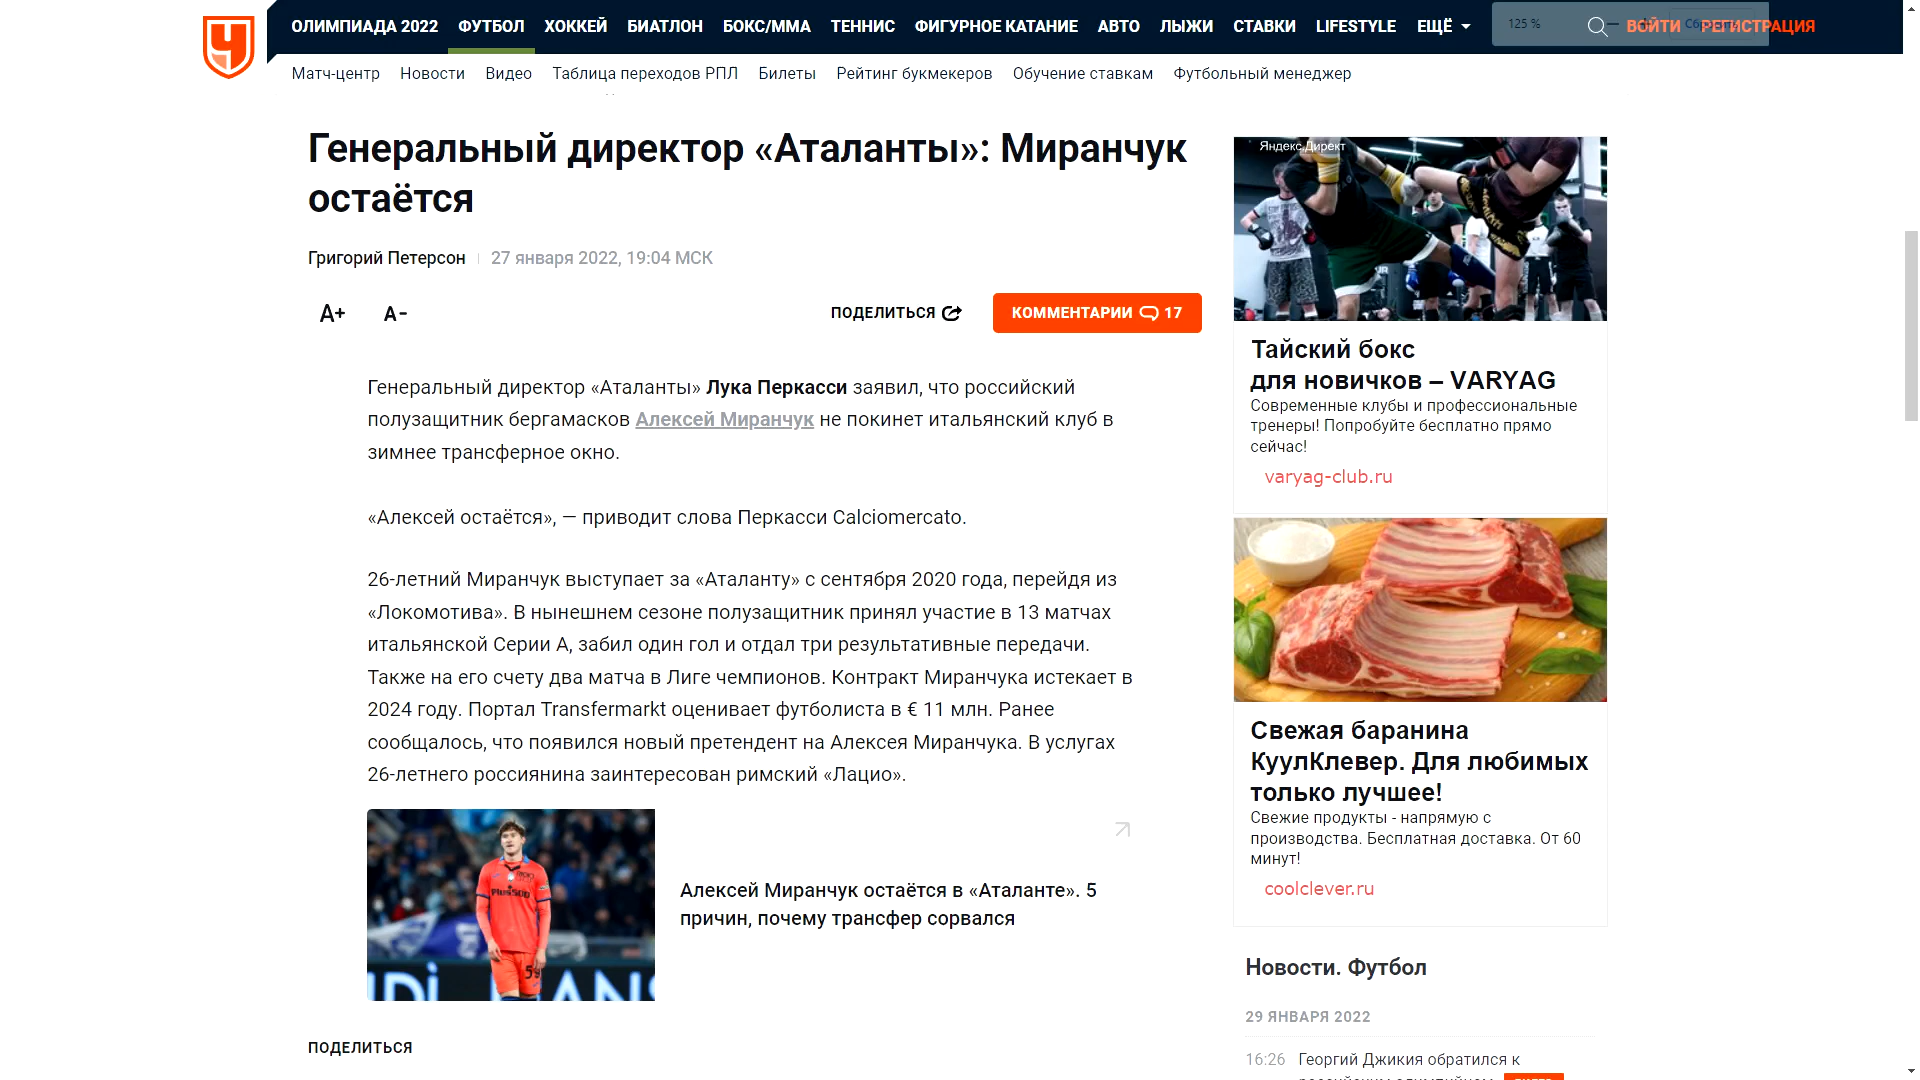 ОЛИМПИАДА 2022 ФУТБОЛ ХОККЕЙ БИАТЛОН БОКС/ММА ТЕННИС ФИГУРНОЕ КАТАНИЕ АВТО ЛЫЖИ СТАВКИ LIFESTYLE ЕЩЁ 125 % ВОЙТИ РЕГИСТРАЦИЯ
Матч-центр Новости Видео Таблица переходов РПЛ Билеты Рейтинг букмекеров Обучение ставкам Футбольный менеджер
Генеральный директор «Аталанты»: Миранчук
остаётся
Григорий Петерсон 27 января 2022, 19:04 МСК
A+ A- ПОДЕЛИТЬСЯ КОММЕНТАРИИ 17
Генеральный директор «Аталанты» Лука Перкасси заявил, что российский
полузащитник бергамасков Алексей Миранчук не покинет итальянский клуб в
зимнее трансферное окно.
«Алексей остаётся», — приводит слова Перкасси Calciomercato.
26-летний Миранчук выступает за «Аталанту» с сентября 2020 года, перейдя из
«Локомотива». В нынешнем сезоне полузащитник принял участие в 13 матчах
итальянской Серии А, забил один гол и отдал три результативные передачи.
Также на его счету два матча в Лиге чемпионов. Контракт Миранчука истекает в
2024 году. Портал Transfermarkt оценивает футболиста в € 11 млн. Ранее
сообщалось, что появился новый претендент на Алексея Миранчука. В услугах
26-летнего россиянина заинтересован римский «Лацио».
Plus500
59
Алексей Миранчук остаётся в «Аталанте». 5
причин, почему трансфер сорвался
ПОДЕЛИТЬСЯ
Яндекс.Директ
Тайский бокс
для новичков – VARYAG
Современные клубы и профессиональные
тренеры! Попробуйте бесплатно прямо
сейчас!
varyag-club.ru
Свежая баранина
КуулКлевер. Для любимых
только лучшее!
Свежие продукты - напрямую с
производства. Бесплатная доставка. От 60
минут!
coolclever.ru
Новости. Футбол
29 ЯНВАРЯ 2022
16:26 Георгий Джикия обратился к